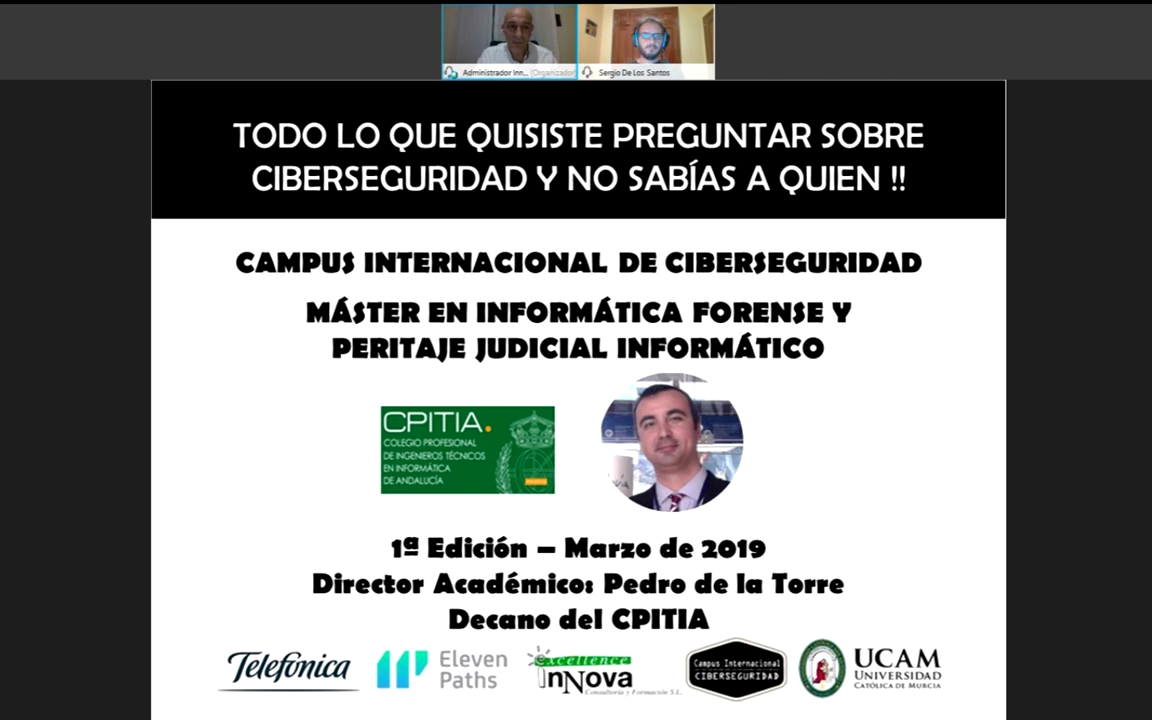 Administrador Inn... (Organizador
Sergio De Los Santos
TODO LO QUE QUISISTE PREGUNTAR SOBRE
CIBERSEGURIDAD Y NO SABÍAS A QUIEN !!
CAMPUS INTERNACIONAL DE CIBERSEGURIDAD
MÁSTER EN INFORMÁTICA FORENSE Y
PERITAJE JUDICIAL INFORMÁTICO
CPITIA.
COLEGIO PROFESIONAL
DE INGENIEROS TÉCNICOS
EN INFORMÁTICA
DE ANDALUCÍA
1ª Edición – Marzo de 2019
Director Académico: Pedro de la Torre
Decano del CPITIA
Telefónica
Eleven
Paths
excellence
inNova
Consultoría y Formación S.L.
Campus Internacional
CIBERSEGURIDAD
UCAM
UNIVERSIDAD
CATÓLICA DE MURCIA